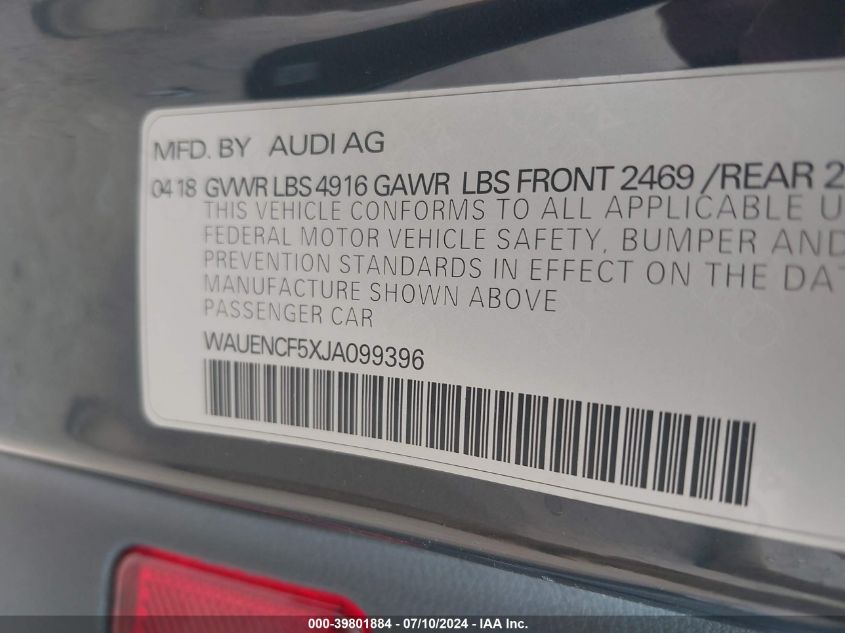 MFD. BY AUDI AG
04 18 GVWR LBS 4916 GAWR LBS FRONT 2469 /REAR 2
THIS VEHICLE CONFORMS TO ALL APPLICABLE U
FEDERAL MOTOR VEHICLE SAFETY, BUMPER AND
PREVENTION STANDARDS IN EFFECT ON THE DAT
MANUFACTURE SHOWN ABOVE
PASSENGER CAR
WAUENCF5XJA099396
000-39801884 | 07/10/2024 - IAA Inc.